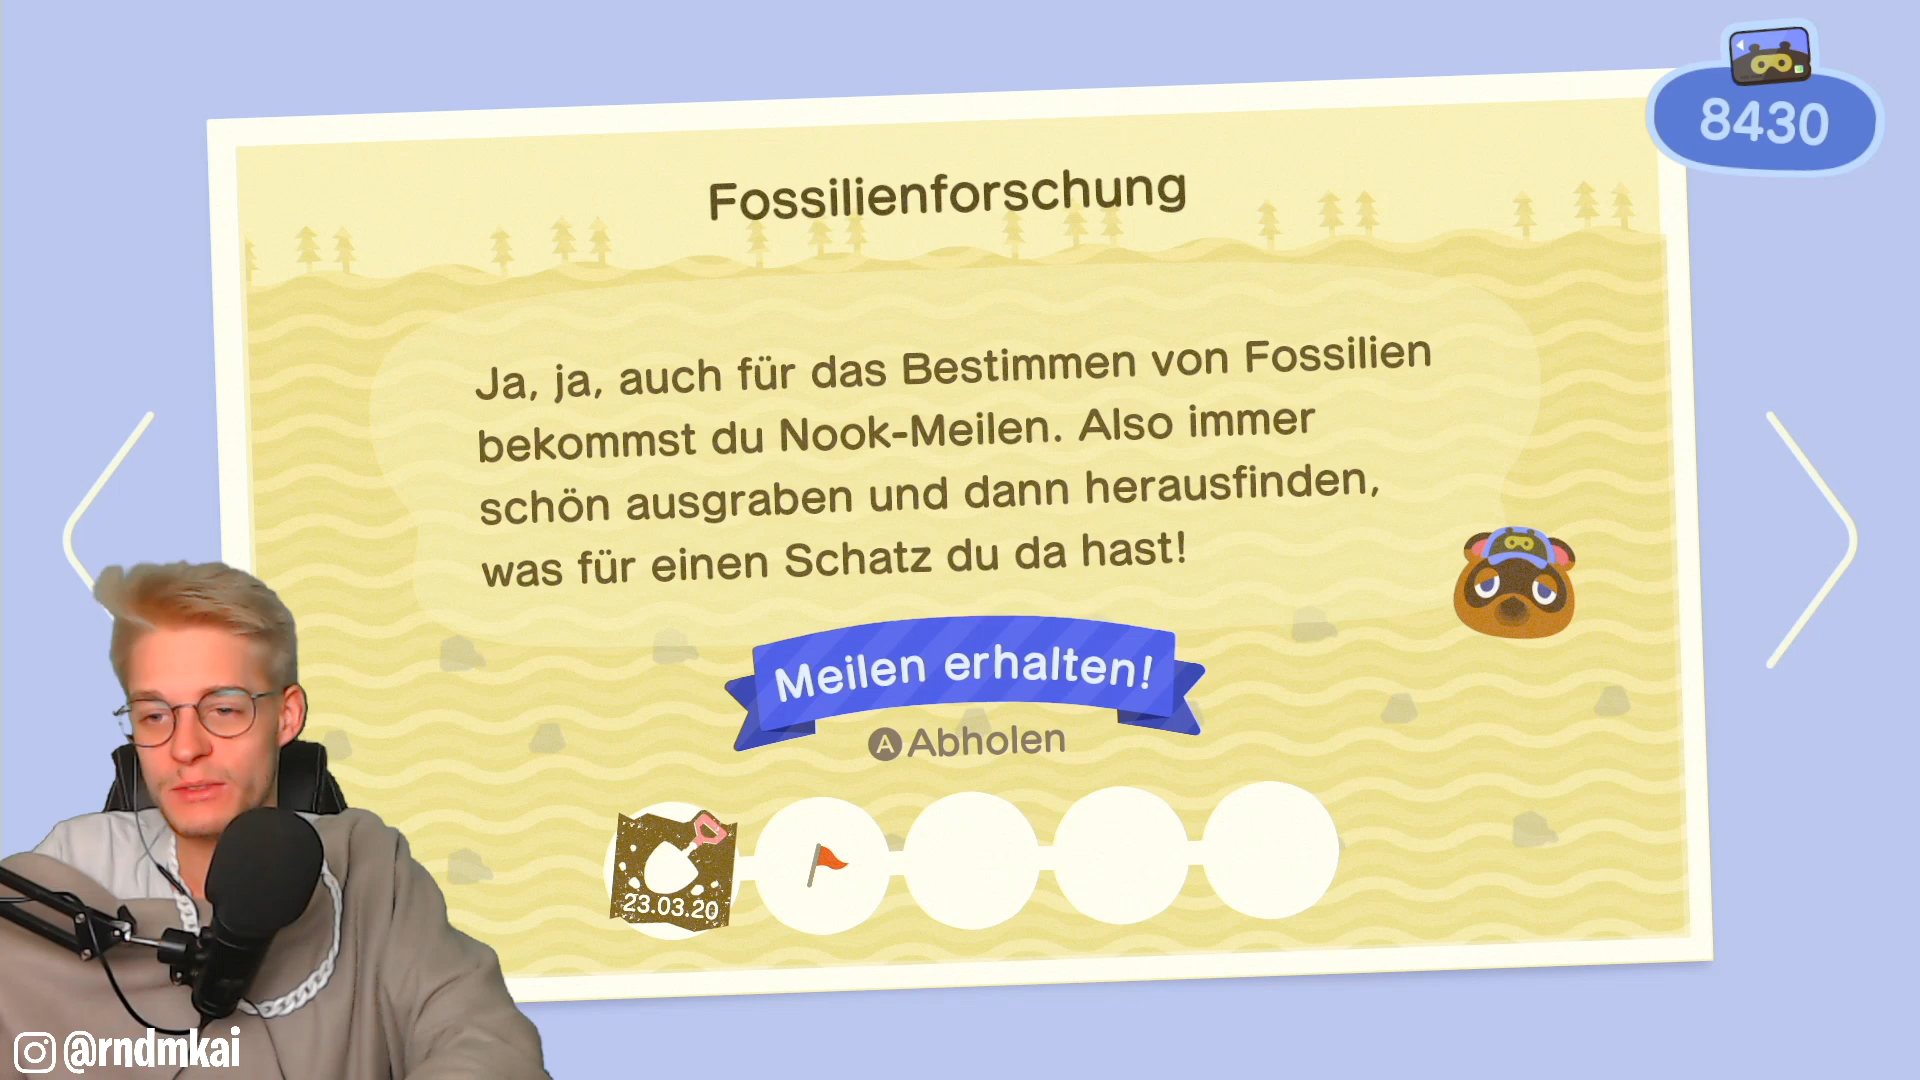 8430
Fossilienforschung
Ja, ja, auch für das Bestimmen von Fossilien
bekommst du Nook-Meilen. Also immer
schön ausgraben und dann herausfinden,
was für einen Schatz du da hast!
Meilen erhalten!
A Abholen
23.03.20
@rndmkai